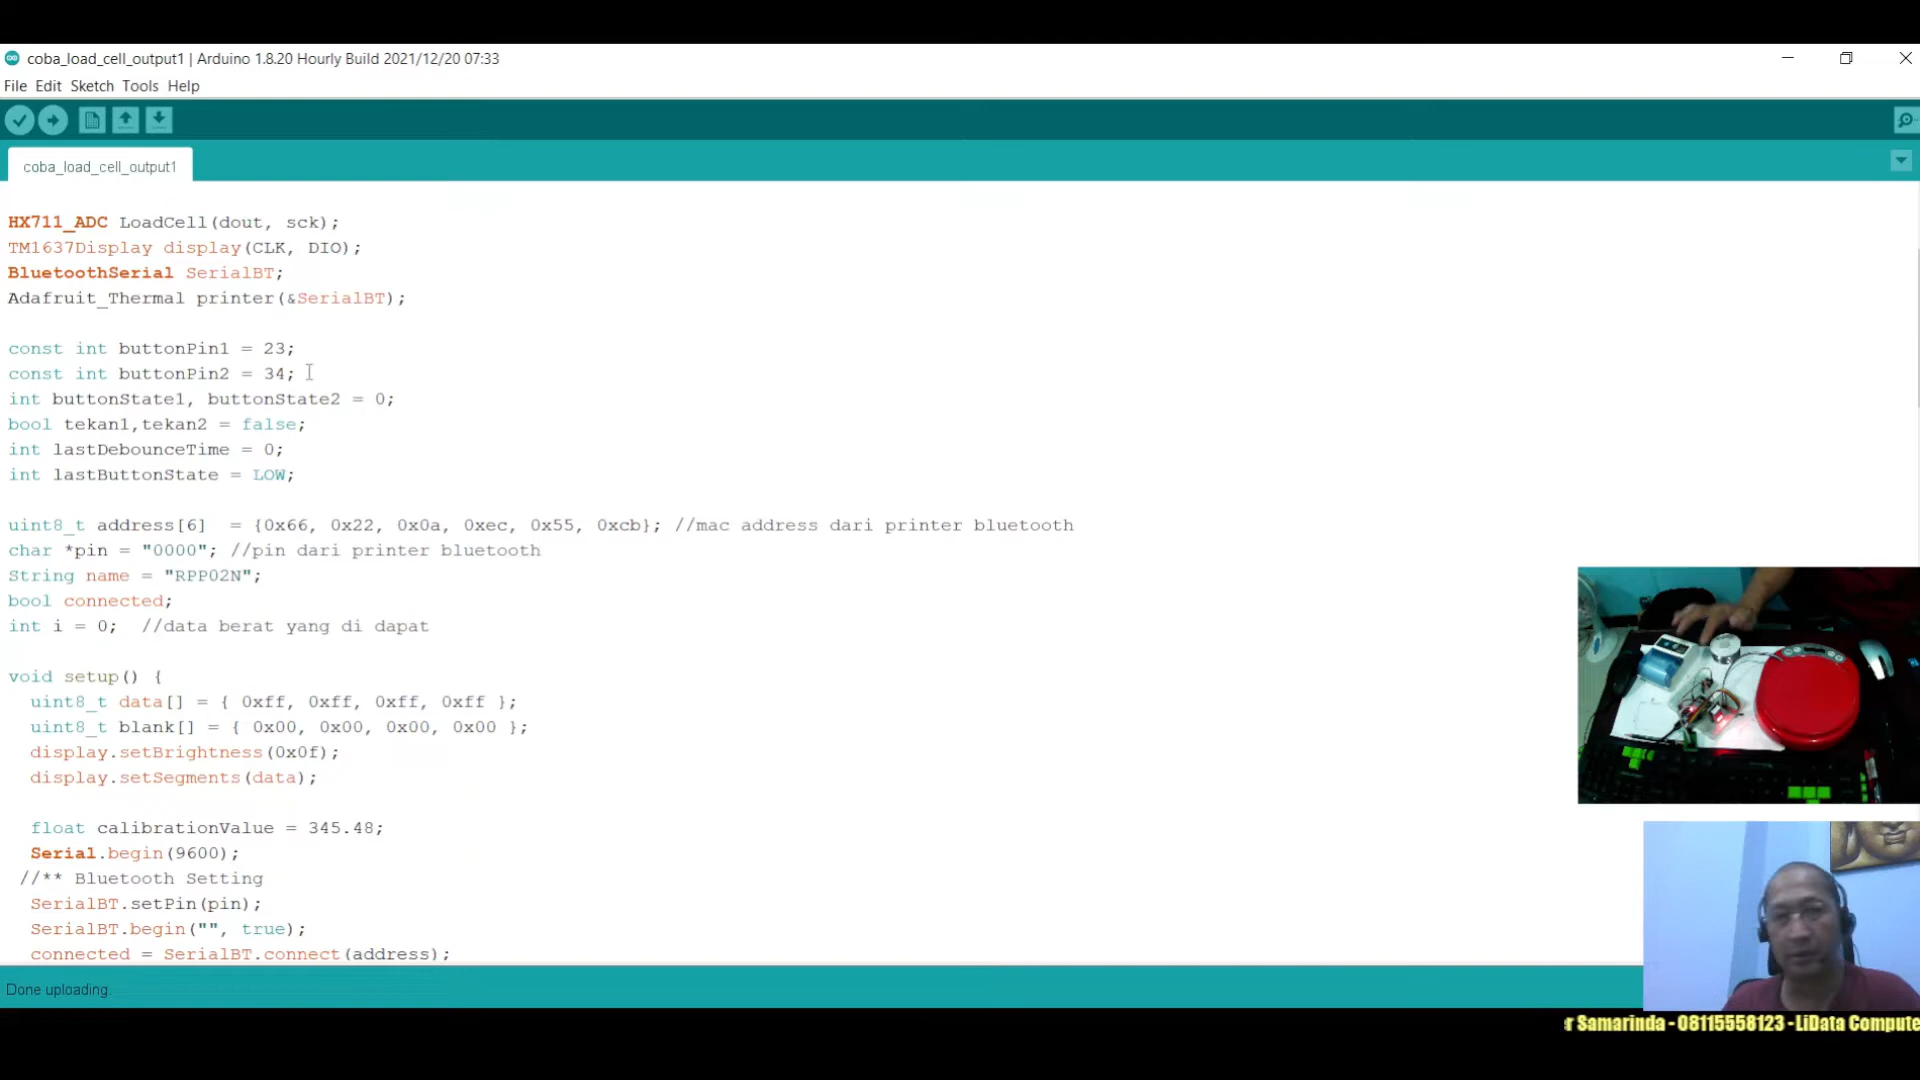 coba_load_cell_output1 | Arduino 1.8.20 Hourly Build 2021/12/20 07:33
File Edit Sketch Tools Help
coba_load_cell_output1
HX711_ADC LoadCell(dout, sck);
TM1637Display display(CLK, DIO);
BluetoothSerial SerialBT;
Adafruit_Thermal printer(&SerialBT);
const int buttonPin1 = 23;
const int buttonPin2 = 34;
int buttonState1, buttonState2 = 0;
bool tekan1,tekan2 = false;
int lastDebounceTime = 0;
int lastButtonState = LOW;
uint8_t address[6]  = {0x66, 0x22, 0x0a, 0xec, 0x55, 0xcb}; //mac address dari printer bluetooth
char *pin = "0000"; //pin dari printer bluetooth
String name = "RPP02N";
bool connected;
int i = 0;  //data berat yang di dapat
void setup() {
  uint8_t data[] = { 0xff, 0xff, 0xff, 0xff };
  uint8_t blank[] = { 0x00, 0x00, 0x00, 0x00 };
  display.setBrightness(0x0f);
  display.setSegments(data);
  float calibrationValue = 345.48;
  Serial.begin(9600);
 //** Bluetooth Setting
  SerialBT.setPin(pin);
  SerialBT.begin("", true);
  connected = SerialBT.connect(address);
Done uploading.
r Samarinda - 08115558123 - LiData Compute